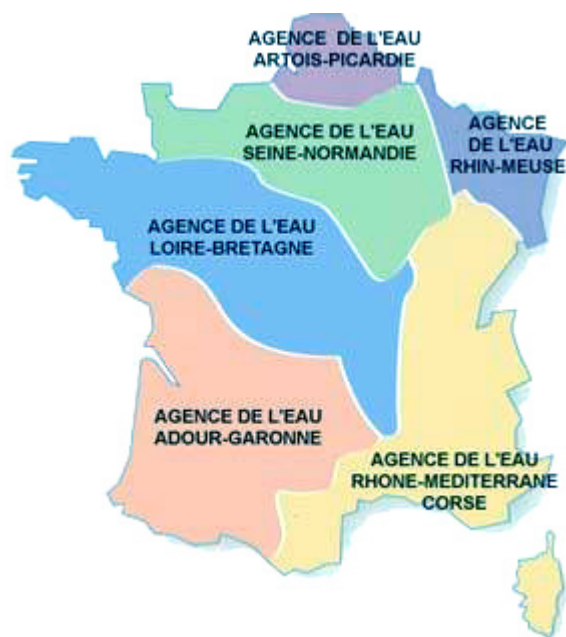 AGENCE DE L'EAU
ARTOIS-PICARDIE
AGENCE DE L'EAU
SEINE-NORMANDIE
AGENCE
DE L'EAU
RHIN-MEUSE
AGENCE DE L'EAU
LOIRE-BRETAGNE
AGENCE DE L'EAU
ADOUR-GARONNE
AGENCE DE L'EAU
RHONE-MEDITERRANE
CORSE